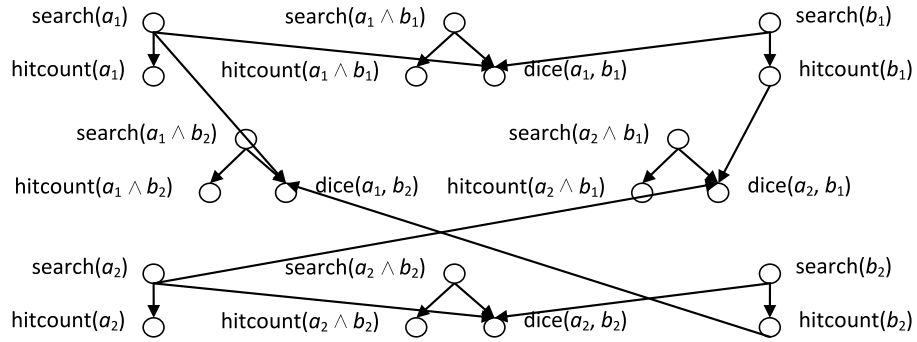 search(a₁) search(a₁ ∧ b₁) search(b₁)
hitcount(a₁) hitcount(a₁ ∧ b₁) dice(a₁, b₁) hitcount(b₁)
search(a₁ ∧ b₂) search(a₂ ∧ b₁)
hitcount(a₁ ∧ b₂) dice(a₁, b₂) hitcount(a₂ ∧ b₁) dice(a₂, b₁)
search(a₂) search(a₂ ∧ b₂) search(b₂)
hitcount(a₂) hitcount(a₂ ∧ b₂) dice(a₂, b₂) hitcount(b₂)